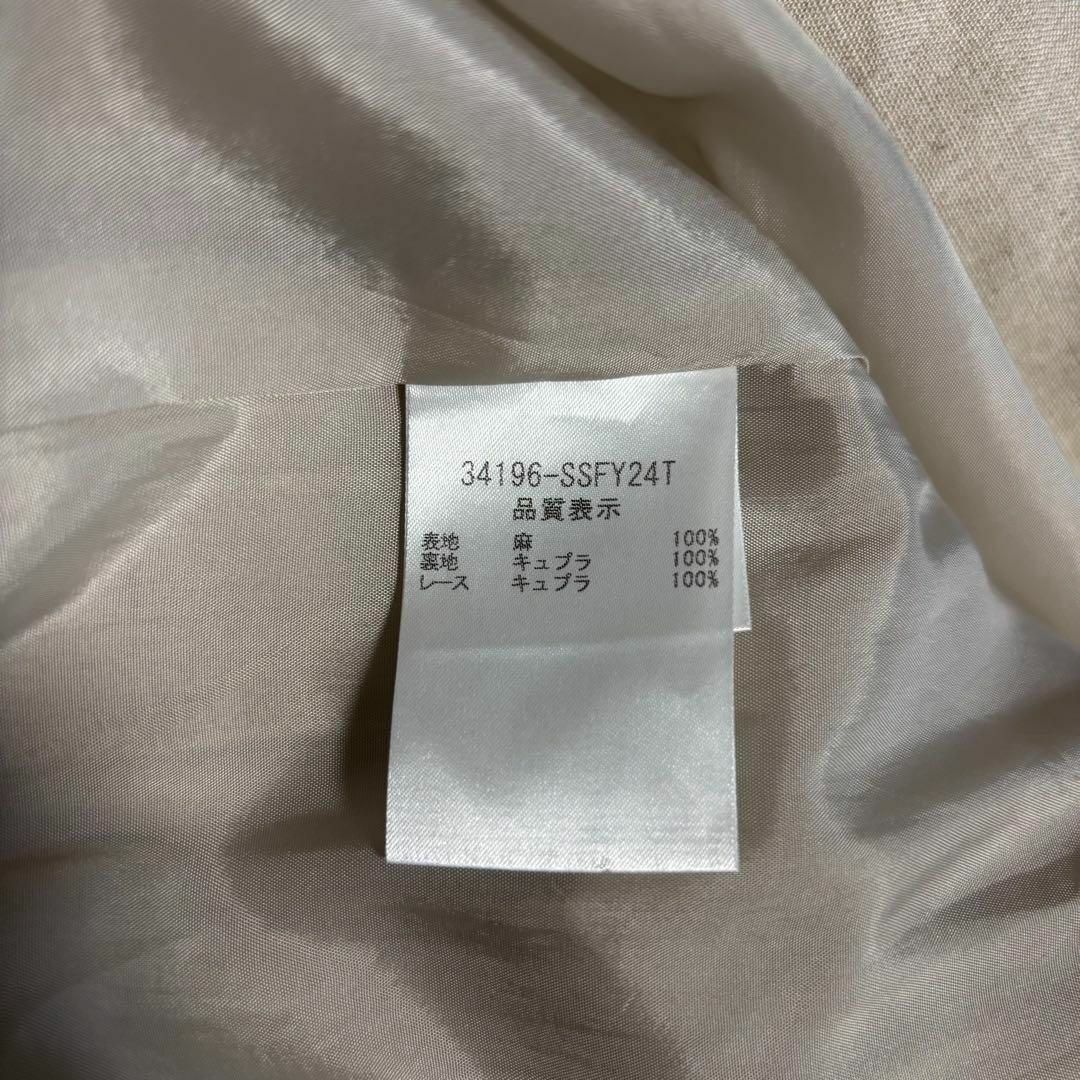 34196-SSFY24T
品質表示
表地 麻 100%
裏地 キュプラ 100%
レース キュプラ 100%